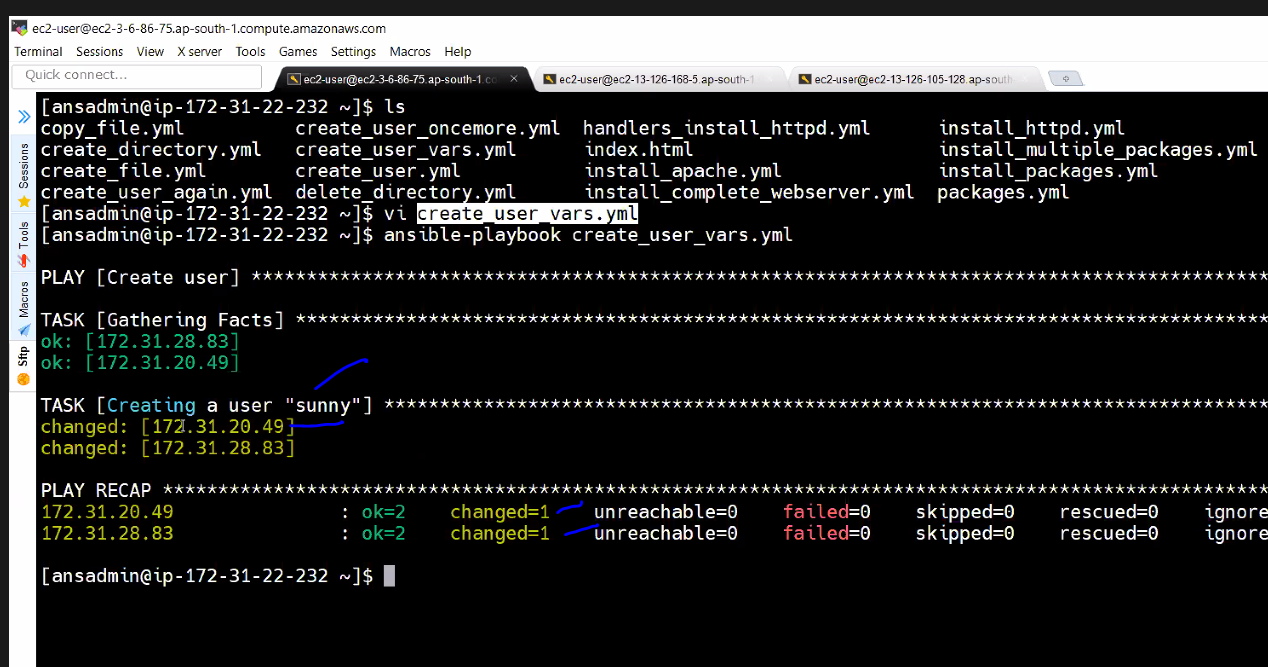 ec2-user@ec2-3-6-86-75.ap-south-1.compute.amazonaws.com
Terminal Sessions View X server Tools Games Settings Macros Help
Quick connect...
ec2-user@ec2-3-6-86-75.ap-south-1.co
ec2-user@ec2-13-126-168-5.ap-south-1
ec2-user@ec2-13-126-105-128.ap-south-
Sessions
Tools
Macros
Sftp
[ansadmin@ip-172-31-22-232 ~]$ ls
copy_file.yml create_user_oncemore.yml handlers_install_httpd.yml install_httpd.yml
create_directory.yml create_user_vars.yml index.html install_multiple_packages.yml
create_file.yml create_user.yml install_apache.yml install_packages.yml
create_user_again.yml delete_directory.yml install_complete_webserver.yml packages.yml
[ansadmin@ip-172-31-22-232 ~]$ vi create_user_vars.yml
[ansadmin@ip-172-31-22-232 ~]$ ansible-playbook create_user_vars.yml
PLAY [Create user] ********************************************************************************************
TASK [Gathering Facts] ****************************************************************************************
ok: [172.31.28.83]
ok: [172.31.20.49]
TASK [Creating a user "sunny"] ********************************************************************************
changed: [172.31.20.49]
changed: [172.31.28.83]
PLAY RECAP ****************************************************************************************************
172.31.20.49 : ok=2 changed=1 unreachable=0 failed=0 skipped=0 rescued=0 ignore
172.31.28.83 : ok=2 changed=1 unreachable=0 failed=0 skipped=0 rescued=0 ignore
[ansadmin@ip-172-31-22-232 ~]$